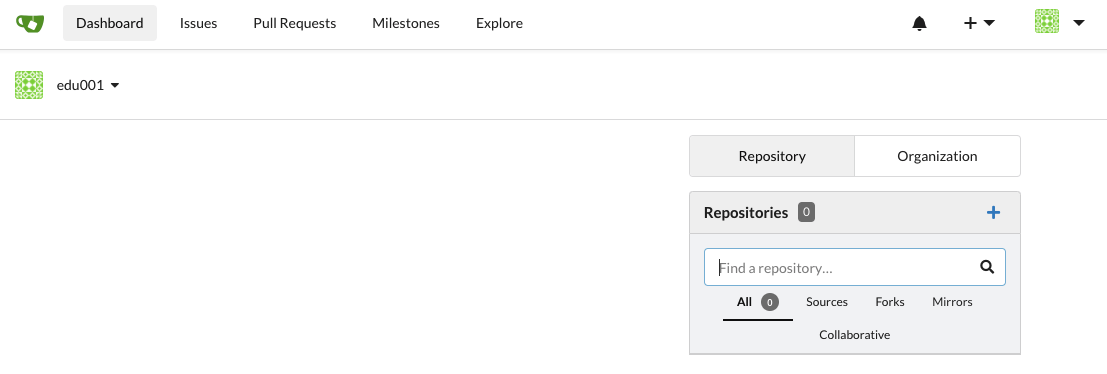 Dashboard Issues Pull Requests Milestones Explore
edu001
Repository Organization
Repositories 0
Find a repository...
All 0 Sources Forks Mirrors
Collaborative